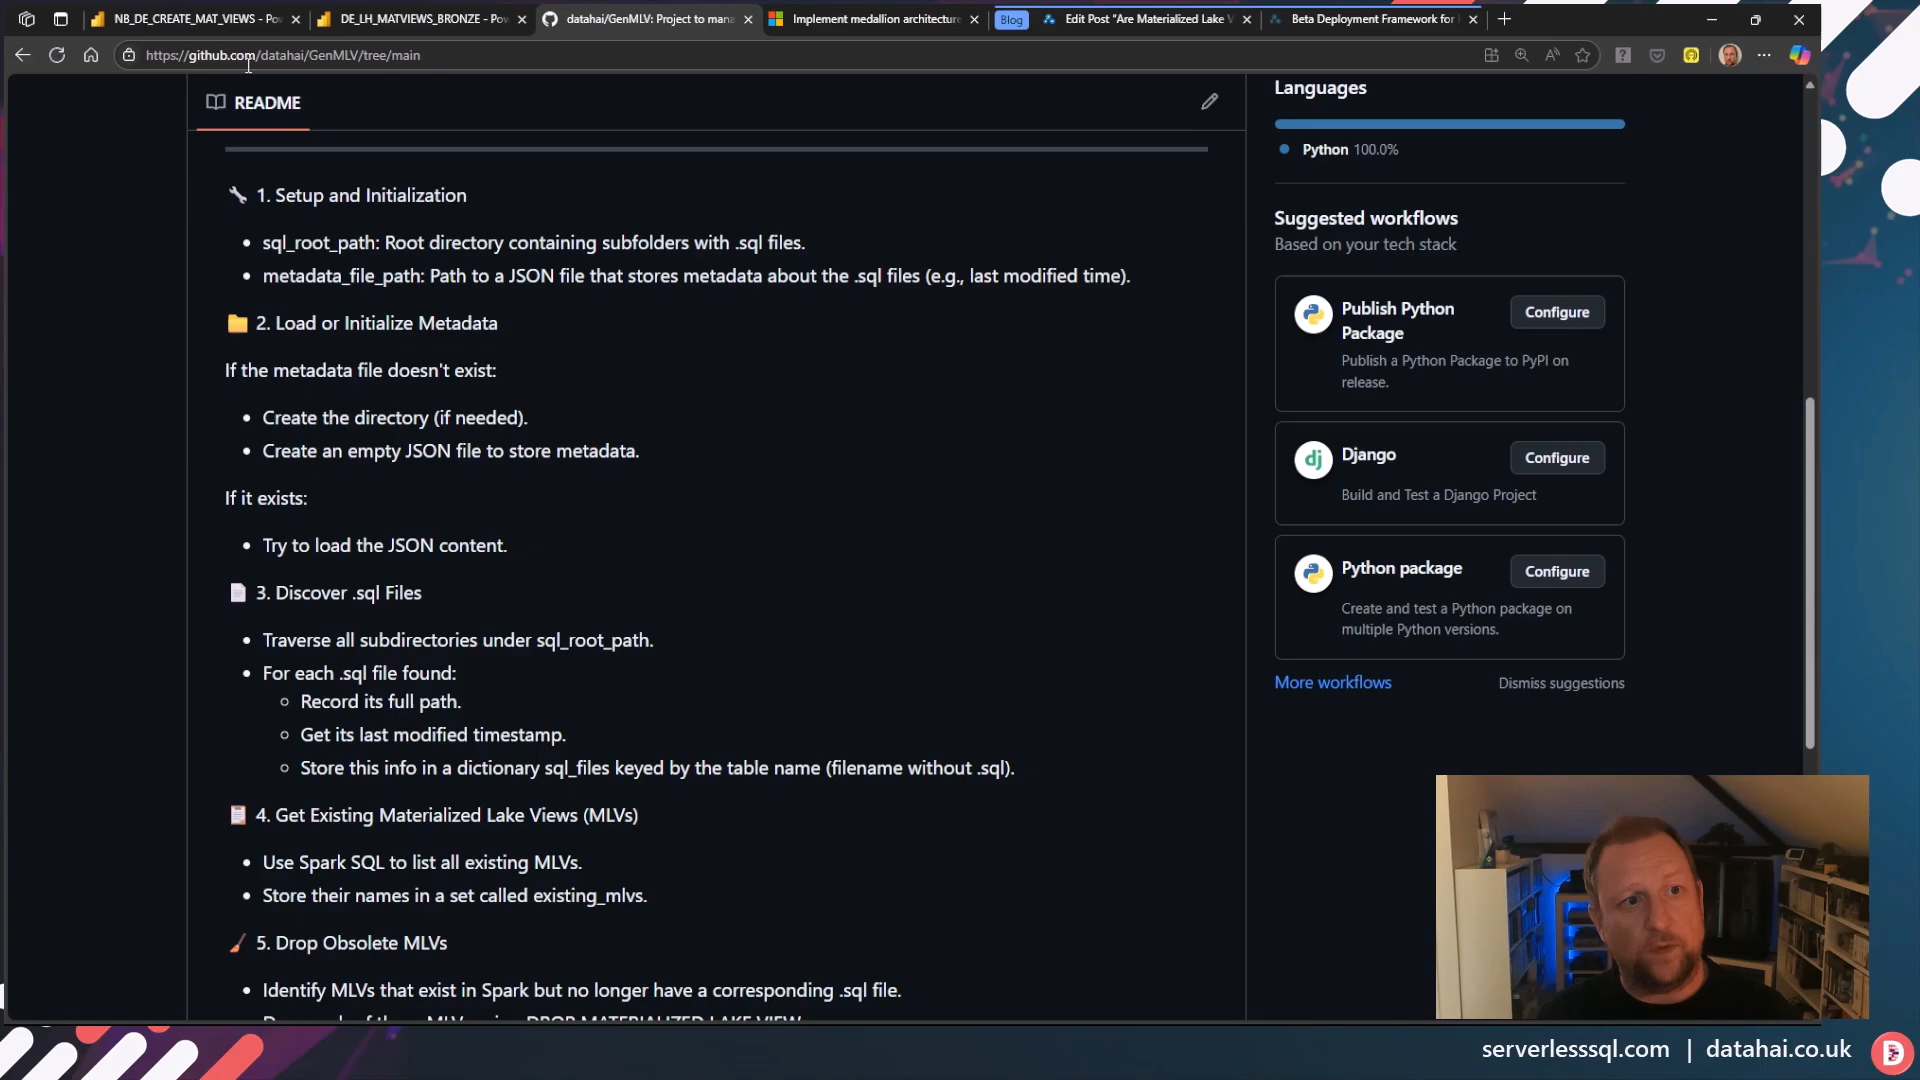 NB_DE_CREATE_MAT_VIEWS - Pow
DE_LH_MATVIEWS_BRONZE - Pow
datahai/GenMLV: Project to mana
Implement medallion architecture
Blog
Edit Post "Are Materialized Lake V
Beta Deployment Framework for
https://github.com/datahai/GenMLV/tree/main
README
1. Setup and Initialization
• sql_root_path: Root directory containing subfolders with .sql files.
• metadata_file_path: Path to a JSON file that stores metadata about the .sql files (e.g., last modified time).
2. Load or Initialize Metadata
If the metadata file doesn't exist:
• Create the directory (if needed).
• Create an empty JSON file to store metadata.
If it exists:
• Try to load the JSON content.
3. Discover .sql Files
• Traverse all subdirectories under sql_root_path.
• For each .sql file found:
○ Record its full path.
○ Get its last modified timestamp.
○ Store this info in a dictionary sql_files keyed by the table name (filename without .sql).
4. Get Existing Materialized Lake Views (MLVs)
• Use Spark SQL to list all existing MLVs.
• Store their names in a set called existing_mlvs.
5. Drop Obsolete MLVs
• Identify MLVs that exist in Spark but no longer have a corresponding .sql file.
DROP MATERIALIZED LAKE VIEW
Languages
Python 100.0%
Suggested workflows
Based on your tech stack
Publish Python
Package
Configure
Publish a Python Package to PyPI on
release.
dj
Django
Configure
Build and Test a Django Project
Python package
Configure
Create and test a Python package on
multiple Python versions.
More workflows
Dismiss suggestions
serverlesssql.com | datahai.co.uk
D